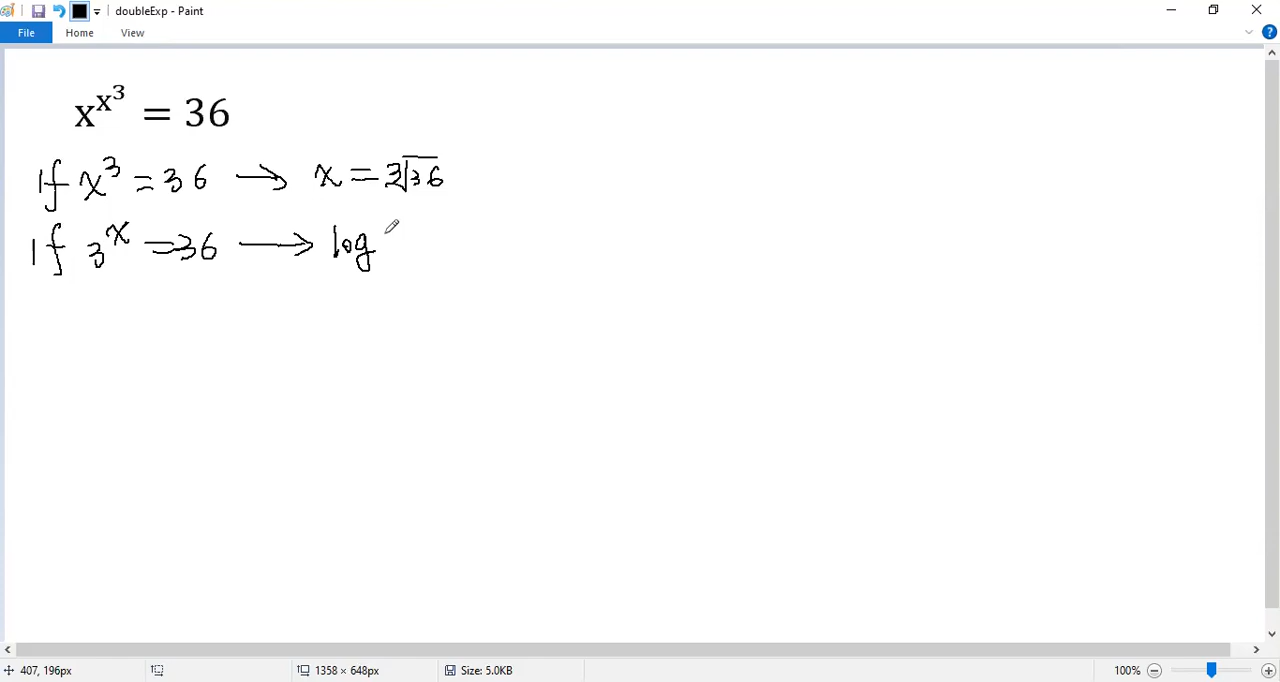 doubleExp - Paint
File Home View
x^x^3 = 36
If x^3 = 36 → x = 3√36
If 3^x = 36 → log
407, 196px 1358 × 648px Size: 5.0KB 100%